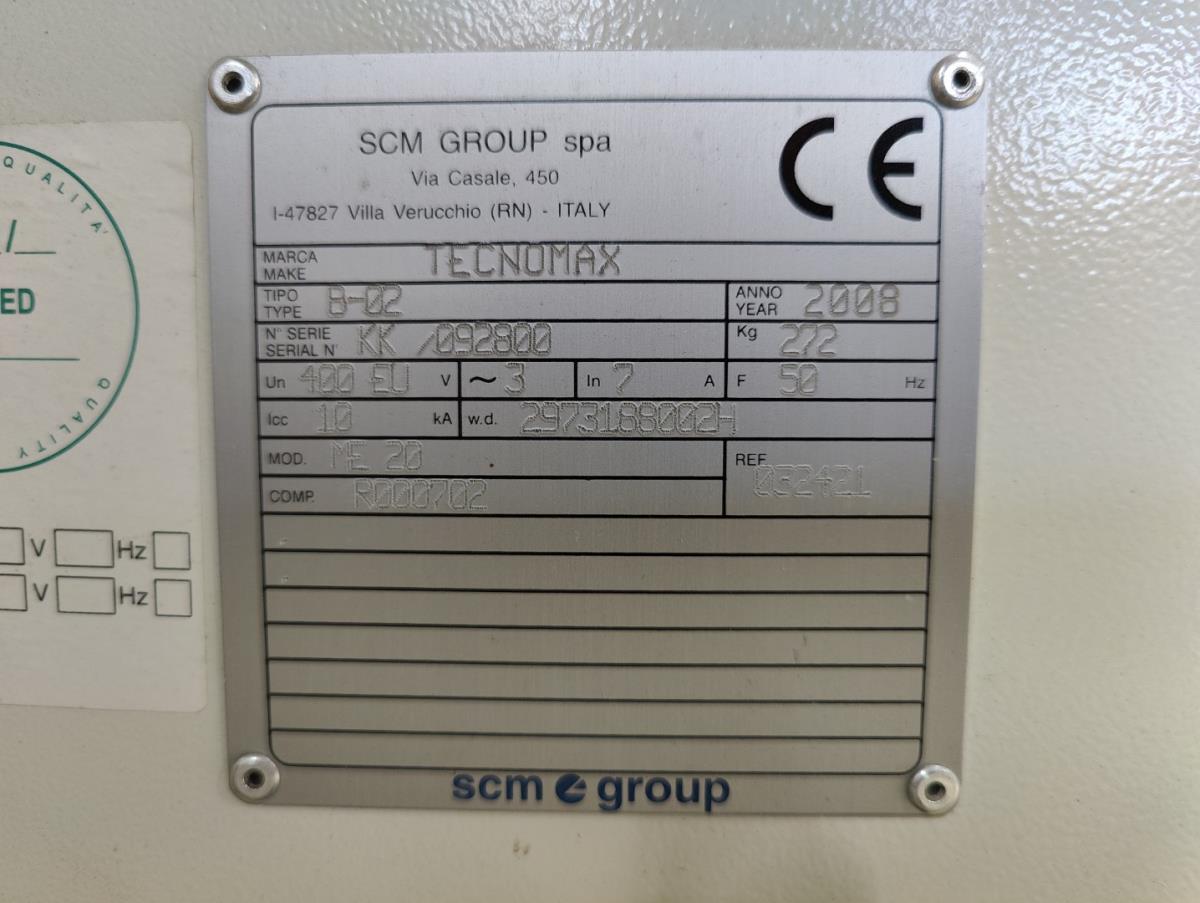 SCM GROUP spa
Via Casale, 450
I-47827 Villa Verucchio (RN) - ITALY
CE
MARCA
MAKE
TECNOMAX
TIPO
TYPE
B-02
ANNO
YEAR
2008
N° SERIE
SERIAL N°
KK /092800
Kg 272
Un 400 EU V ~ 3 In 7 A F 50 Hz
Icc 10 kA w.d. 2973188002H
MOD. ME 20
REF 032421
COMP. R000702
scm group
QUALITA'
ED
QUALITY
V Hz
V Hz